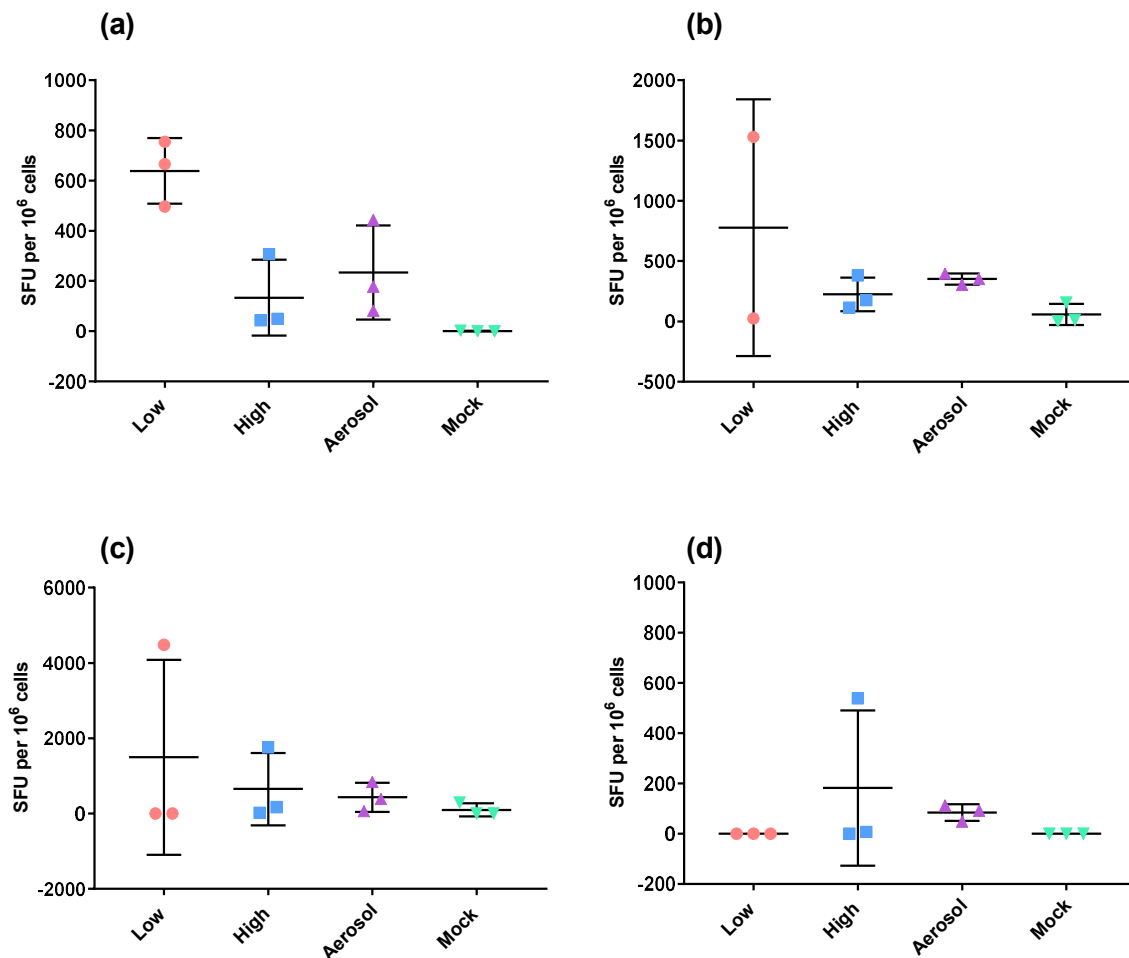 (a)
SFU per 10⁶ cells
1000
800
600
400
200
0
-200
Low
High
Aerosol
Mock
(b)
SFU per 10⁶ cells
2000
1500
1000
500
0
-500
Low
High
Aerosol
Mock
(c)
SFU per 10⁶ cells
6000
4000
2000
0
-2000
Low
High
Aerosol
Mock
(d)
SFU per 10⁶ cells
1000
800
600
400
200
0
-200
Low
High
Aerosol
Mock